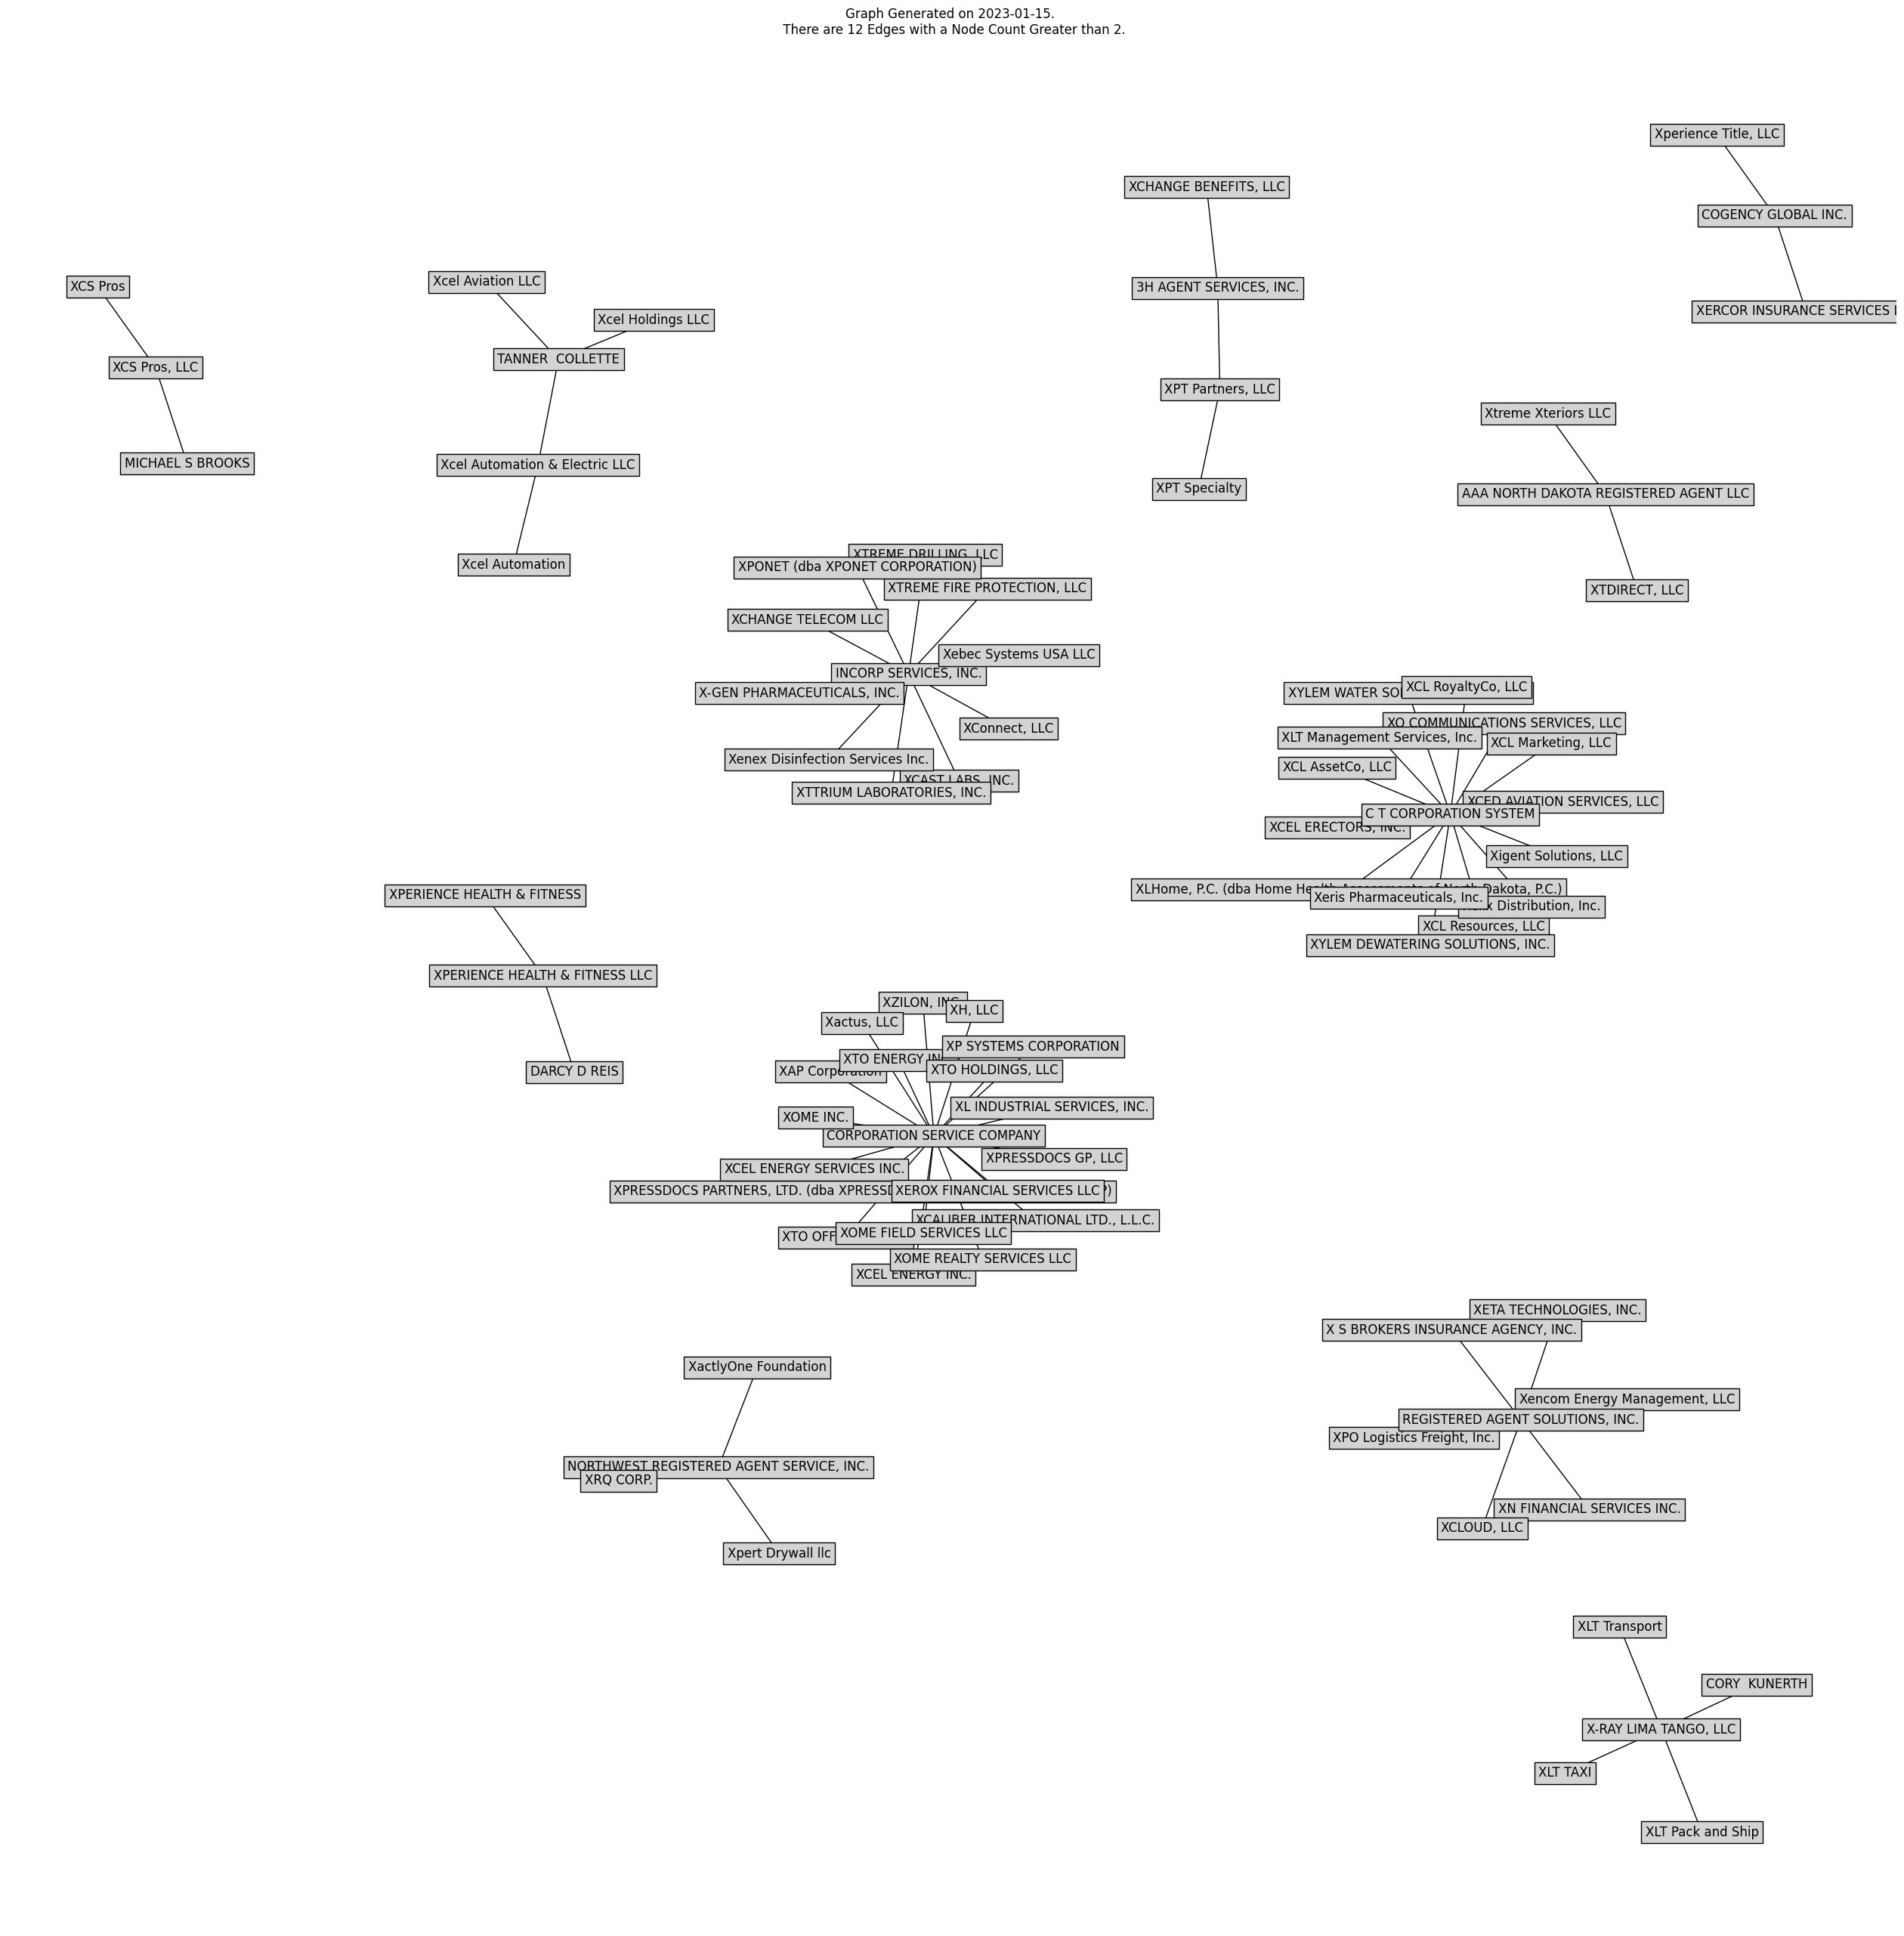 Graph Generated on 2023-01-15.
There are 12 Edges with a Node Count Greater than 2.
Xperience Title, LLC
COGENCY GLOBAL INC.
XERCOR INSURANCE SERVICES
XCHANGE BENEFITS, LLC
3H AGENT SERVICES, INC.
XPT Partners, LLC
XPT Specialty
XCS Pros
XCS Pros, LLC
MICHAEL S BROOKS
Xcel Aviation LLC
Xcel Holdings LLC
TANNER  COLLETTE
Xcel Automation & Electric LLC
Xcel Automation
Xtreme Xteriors LLC
AAA NORTH DAKOTA REGISTERED AGENT LLC
XTDIRECT, LLC
XTREME DRILLING, LLC
XPONET (dba XPONET CORPORATION)
XTREME FIRE PROTECTION, LLC
XCHANGE TELECOM LLC
Xebec Systems USA LLC
INCORP SERVICES, INC.
X-GEN PHARMACEUTICALS, INC.
XConnect, LLC
Xenex Disinfection Services Inc.
XCAST LABS, INC.
XTTRIUM LABORATORIES, INC.
XYLEM WATER
XCL RoyaltyCo, LLC
XO COMMUNICATIONS SERVICES, LLC
XLT Management Services, Inc.
XCL Marketing, LLC
XCL AssetCo, LLC
XCED AVIATION SERVICES, LLC
C T CORPORATION SYSTEM
XCEL ERECTORS, INC.
Xigent Solutions, LLC
XLHome, P.C. (dba Home Health Assessments of North Dakota, P.C.)
Xeris Pharmaceuticals, Inc.
Distribution, Inc.
XCL Resources, LLC
XYLEM DEWATERING SOLUTIONS, INC.
XPERIENCE HEALTH & FITNESS
XPERIENCE HEALTH & FITNESS LLC
DARCY D REIS
XZILON, INC.
XH, LLC
Xactus, LLC
XP SYSTEMS CORPORATION
XTO ENERGY INC.
XTO HOLDINGS, LLC
XAP Corporation
XL INDUSTRIAL SERVICES, INC.
XOME INC.
CORPORATION SERVICE COMPANY
XPRESSDOCS GP, LLC
XCEL ENERGY SERVICES INC.
XPRESSDOCS PARTNERS, LTD. (dba
XEROX FINANCIAL SERVICES LLC
XCALIBER INTERNATIONAL LTD., L.L.C.
XTO
XOME FIELD SERVICES LLC
XOME REALTY SERVICES LLC
XCEL ENERGY INC.
XETA TECHNOLOGIES, INC.
X S BROKERS INSURANCE AGENCY, INC.
Xencom Energy Management, LLC
REGISTERED AGENT SOLUTIONS, INC.
XPO Logistics Freight, Inc.
XN FINANCIAL SERVICES INC.
XCLOUD, LLC
XactlyOne Foundation
NORTHWEST REGISTERED AGENT SERVICE, INC.
XRQ CORP.
Xpert Drywall llc
XLT Transport
CORY  KUNERTH
X-RAY LIMA TANGO, LLC
XLT TAXI
XLT Pack and Ship